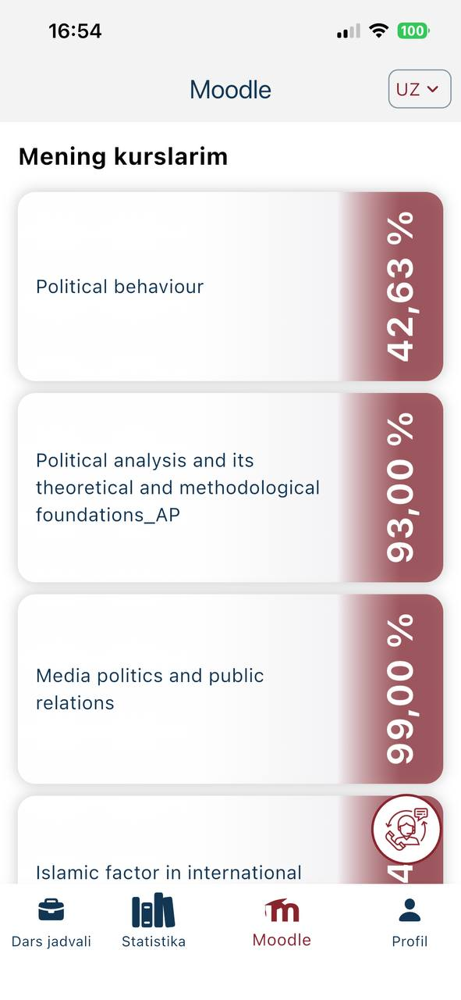 16:54
100
Moodle
UZ
Mening kurslarim
Political behaviour
42,63 %
Political analysis and its
theoretical and methodological
foundations_AP
93,00 %
Media politics and public
relations
99,00 %
Islamic factor in international
4
Dars jadvali
Statistika
Moodle
Profil